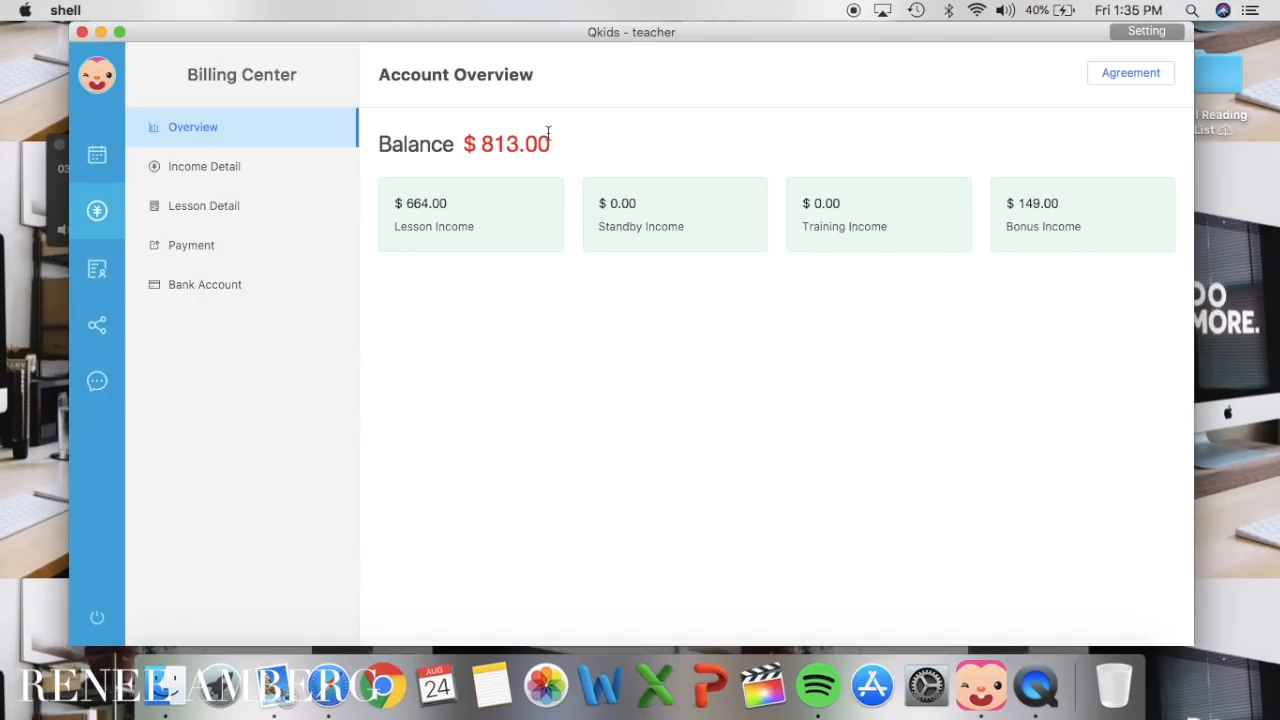 shell
40%
Fri 1:35 PM
Qkids - teacher
Setting
Billing Center
Account Overview
Agreement
Overview
Balance $ 813.00
Income Detail
Lesson Detail
Payment
Bank Account
$ 664.00
Lesson Income
$ 0.00
Standby Income
$ 0.00
Training Income
$ 149.00
Bonus Income
Reading
List
03
DO
MORE.
AUG
24
RENEE AMBERG